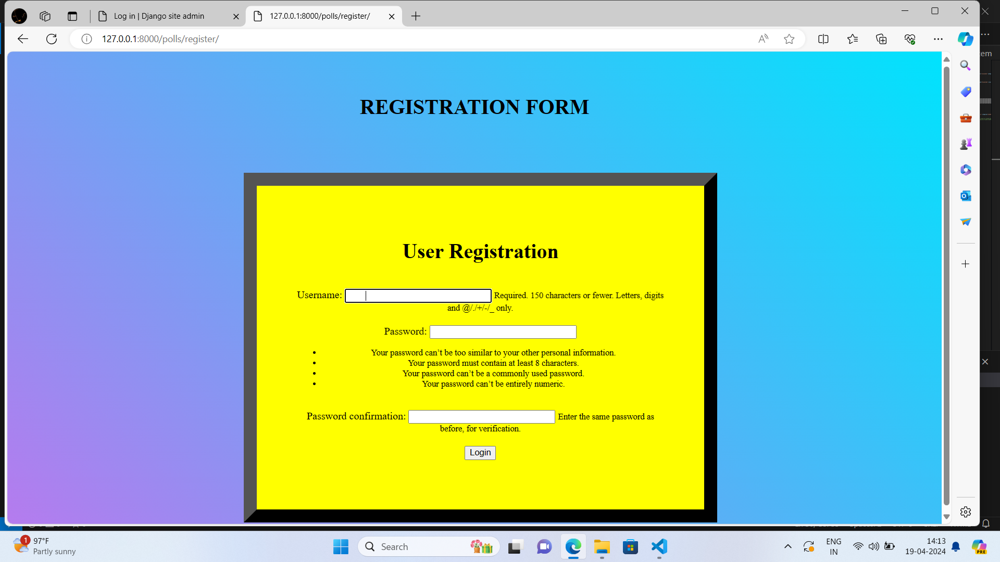 Log in | Django site admin
127.0.0.1:8000/polls/register/
127.0.0.1:8000/polls/register/
tem
REGISTRATION FORM
User Registration
Username: Required. 150 characters or fewer. Letters, digits
and @/./+/-/_ only.
Password:
Your password can’t be too similar to your other personal information.
Your password must contain at least 8 characters.
Your password can’t be a commonly used password.
Your password can’t be entirely numeric.
Password confirmation: Enter the same password as
before, for verification.
Login
1
97°F
Partly sunny
Search
ENG
IN
14:13
19-04-2024
PRE